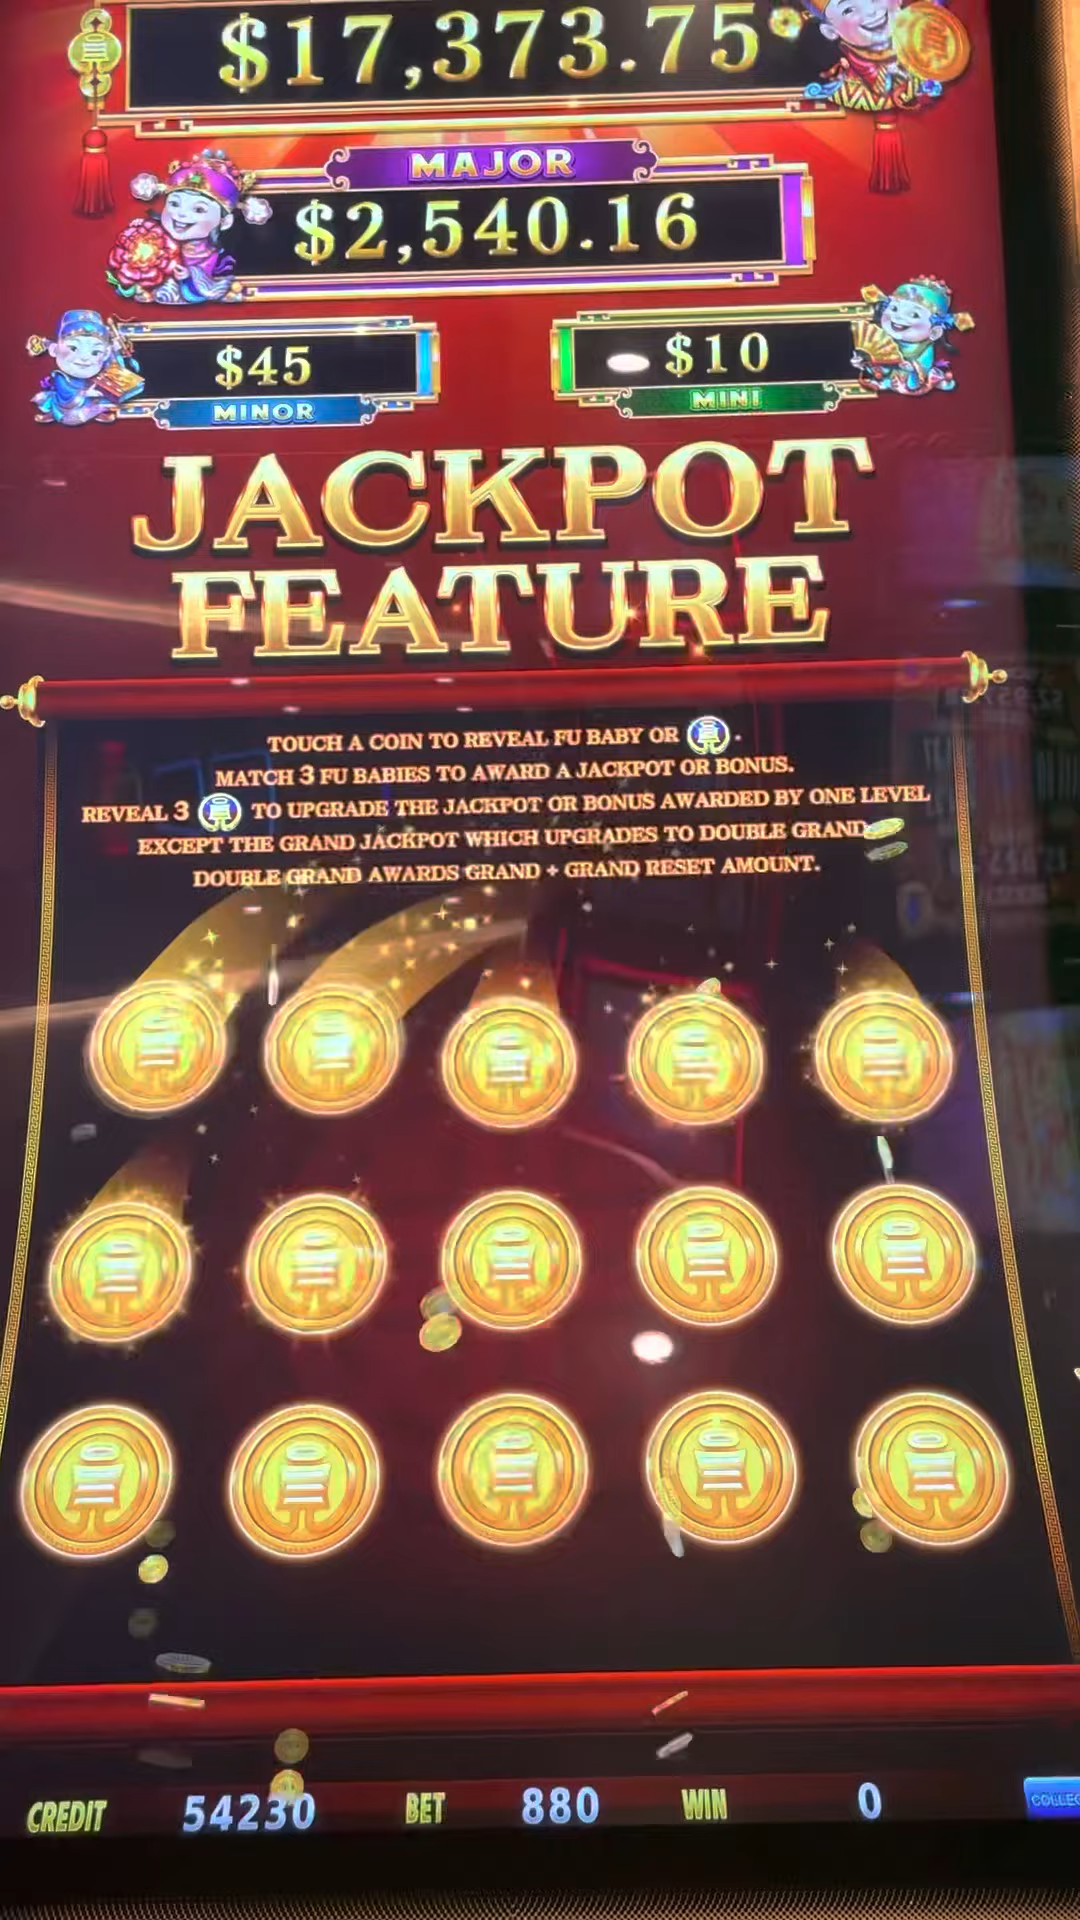 $17,373.75
MAJOR
$2,540.16
$45
$10
MINOR
MINI
JACKPOT
FEATURE
TOUCH A COIN TO REVEAL FU BABY OR .
MATCH 3 FU BABIES TO AWARD A JACKPOT OR BONUS.
REVEAL 3 TO UPGRADE THE JACKPOT OR BONUS AWARDED BY ONE LEVEL
EXCEPT THE GRAND JACKPOT WHICH UPGRADES TO DOUBLE GRAND
DOUBLE GRAND AWARDS GRAND + GRAND RESET AMOUNT.
CREDIT 54230 BET 880 WIN 0